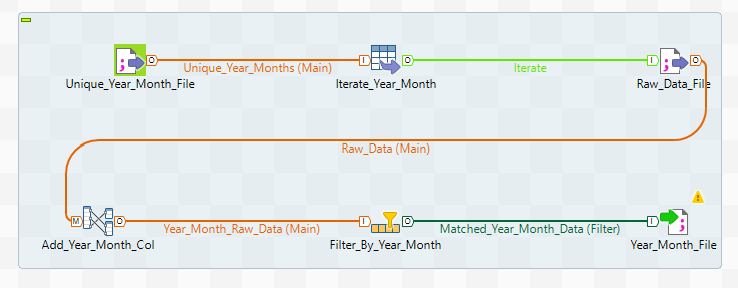 O Unique_Year_Months (Main) I O Iterate I O
Unique_Year_Month_File Iterate_Year_Month Raw_Data_File
Raw_Data (Main)
M O Year_Month_Raw_Data (Main) I O Matched_Year_Month_Data (Filter) I
Add_Year_Month_Col Filter_By_Year_Month Year_Month_File